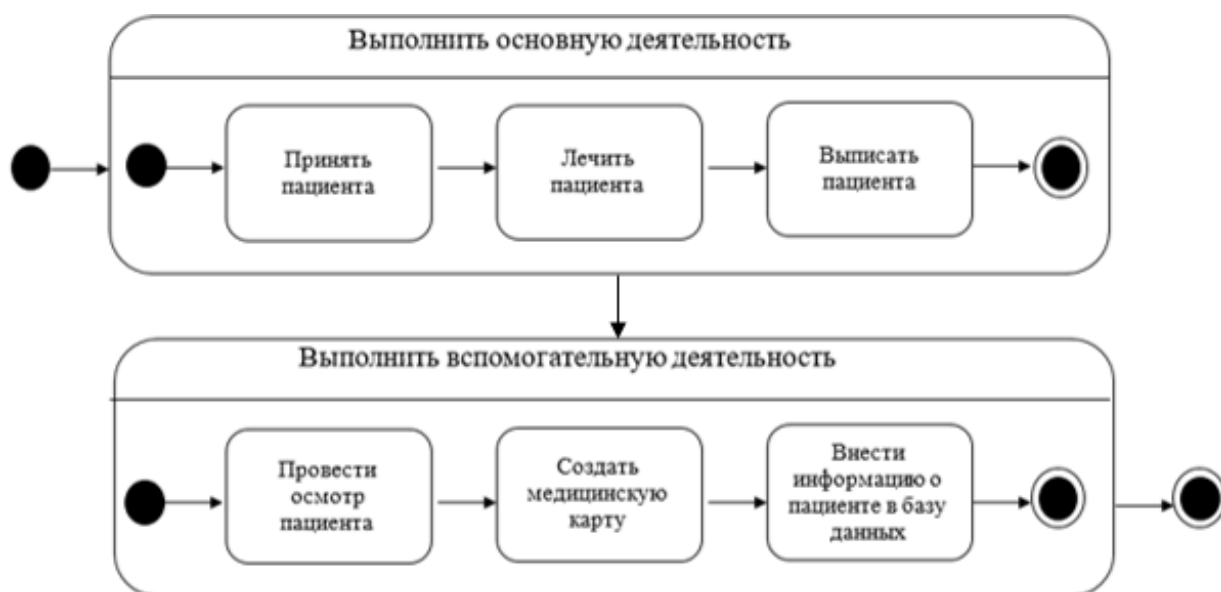 Выполнить основную деятельность
Принять
пациента
Лечить
пациента
Выписать
пациента
Выполнить вспомогательную деятельность
Провести
осмотр
пациента
Создать
медицинскую
карту
Внести
информацию о
пациенте в базу
данных